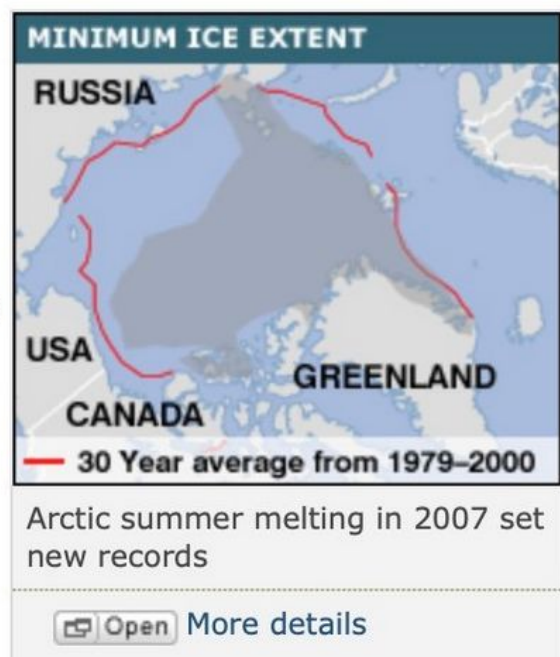 MINIMUM ICE EXTENT
RUSSIA
USA
GREENLAND
CANADA
30 Year average from 1979–2000
Arctic summer melting in 2007 set
new records
Open More details